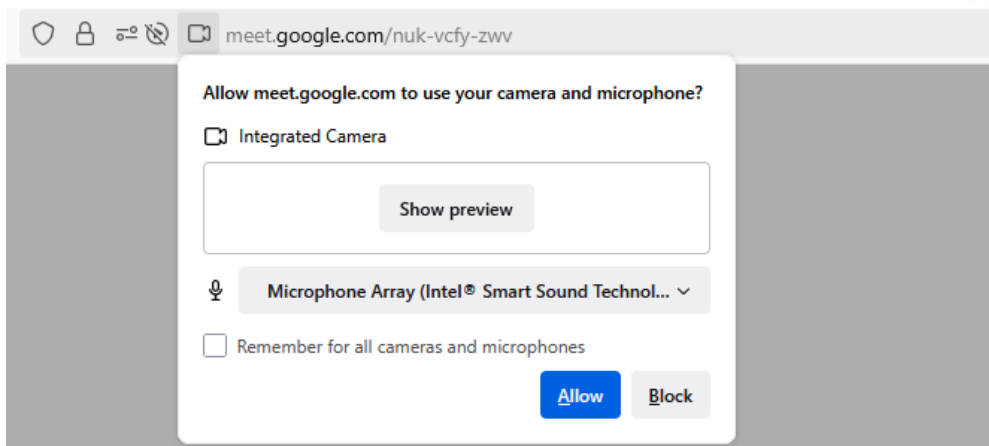 meet.google.com/nuk-vcfy-zwv
Allow meet.google.com to use your camera and microphone?
Integrated Camera
Show preview
Microphone Array (Intel® Smart Sound Technol...
Remember for all cameras and microphones
Allow
Block